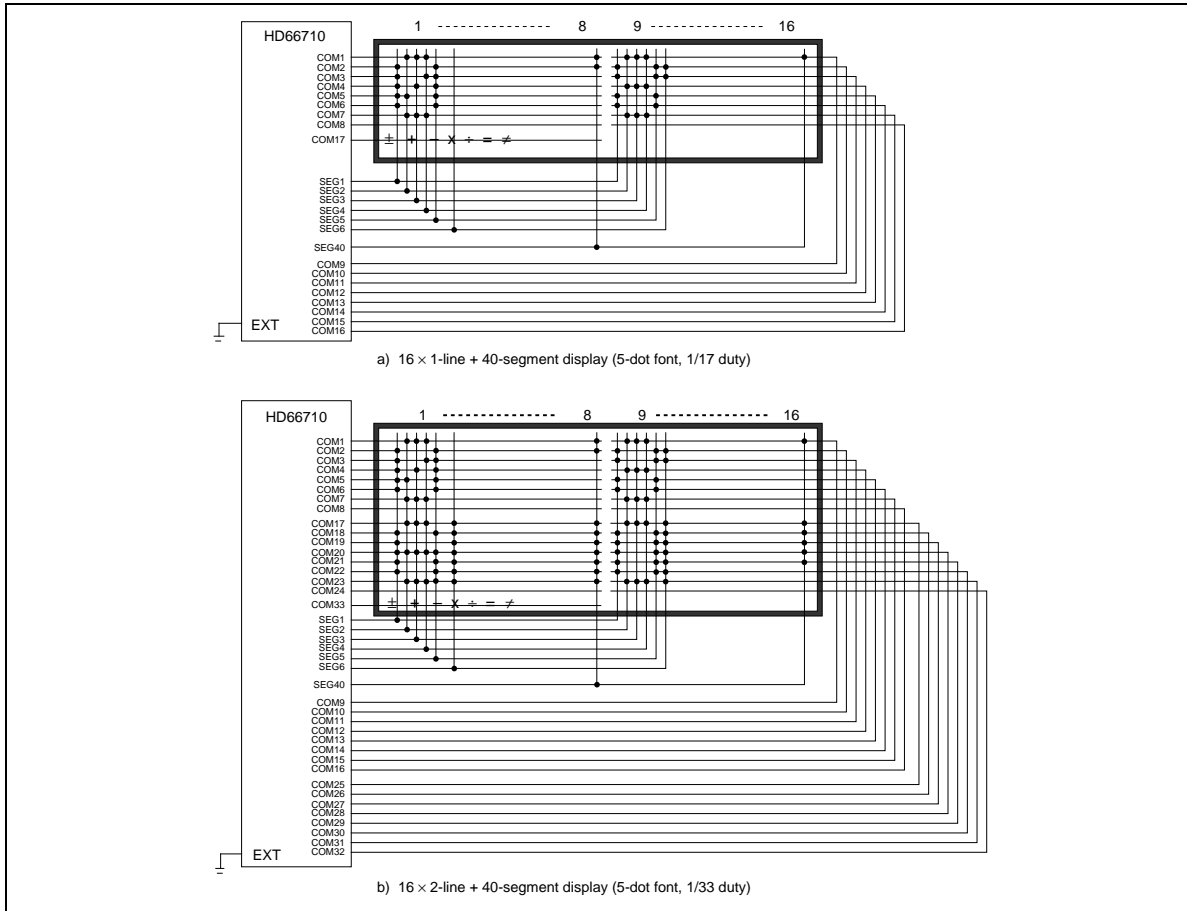 1 ---------------------- 8 9 --------------- 16
HD66710
COM1
COM2
COM3
COM4
COM5
COM6
COM7
COM8
COM17
± + − x ÷ = ≠
SEG1
SEG2
SEG3
SEG4
SEG5
SEG6
SEG40
COM9
COM10
COM11
COM12
COM13
COM14
COM15
COM16
EXT
a) 16 × 1-line + 40-segment display (5-dot font, 1/17 duty)
1 ---------------------- 8 9 --------------- 16
HD66710
COM1
COM2
COM3
COM4
COM5
COM6
COM7
COM8
COM17
COM18
COM19
COM20
COM21
COM22
COM23
COM24
COM33
± + − x ÷ = ≠
SEG1
SEG2
SEG3
SEG4
SEG5
SEG6
SEG40
COM9
COM10
COM11
COM12
COM13
COM14
COM15
COM16
COM25
COM26
COM27
COM28
COM29
COM30
COM31
COM32
EXT
b) 16 × 2-line + 40-segment display (5-dot font, 1/33 duty)